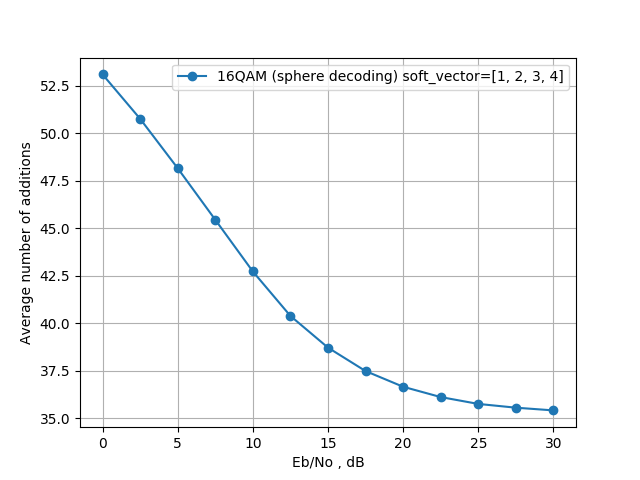 16QAM (sphere decoding) soft_vector=[1, 2, 3, 4]
52.5
50.0
47.5
45.0
42.5
40.0
37.5
35.0
Average number of additions
0 5 10 15 20 25 30
Eb/No , dB